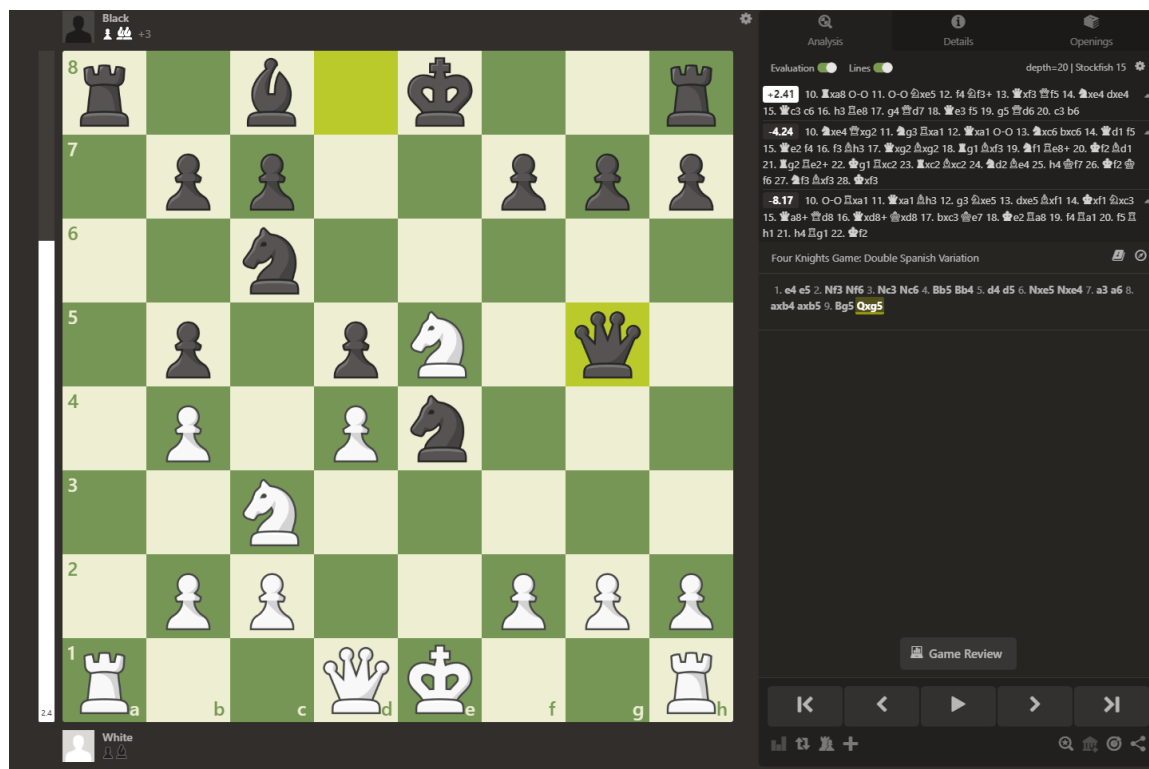 Black
+3
Analysis
Details
Openings
Evaluation Lines depth=20 | Stockfish 15
+2.41 10. ♜xa8 O-O 11. O-O ♘xe5 12. f4 ♘f3+ 13. ♛xf3 ♕f5 14. ♞xe4 dxe4
15. ♛c3 c6 16. h3 ♖e8 17. g4 ♕d7 18. ♛e3 f5 19. g5 ♕d6 20. c3 b6
-4.24 10. ♞xe4 ♕xg2 11. ♞g3 ♖xa1 12. ♛xa1 O-O 13. ♞xc6 bxc6 14. ♛d1 f5
15. ♛e2 f4 16. f3 ♗h3 17. ♛xg2 ♗xg2 18. ♜g1 ♗xf3 19. ♞f1 ♖e8+ 20. ♚f2 ♗d1
21. ♜g2 ♖e2+ 22. ♚g1 ♖xc2 23. ♜xc2 ♗xc2 24. ♞d2 ♗e4 25. h4 ♔f7 26. ♚f2 ♔
f6 27. ♞f3 ♗xf3 28. ♚xf3
-8.17 10. O-O ♖xa1 11. ♛xa1 ♗h3 12. g3 ♘xe5 13. dxe5 ♗xf1 14. ♚xf1 ♘xc3
15. ♛a8+ ♕d8 16. ♛xd8+ ♔xd8 17. bxc3 ♔e7 18. ♚e2 ♖a8 19. f4 ♖a1 20. f5 ♖
h1 21. h4 ♖g1 22. ♚f2
Four Knights Game: Double Spanish Variation
1. e4 e5 2. Nf3 Nf6 3. Nc3 Nc6 4. Bb5 Bb4 5. d4 d5 6. Nxe5 Nxe4 7. a3 a6 8.
axb4 axb5 9. Bg5 Qxg5
8
7
6
5
4
3
2
1
a b c d e f g h
2.4
Game Review
White